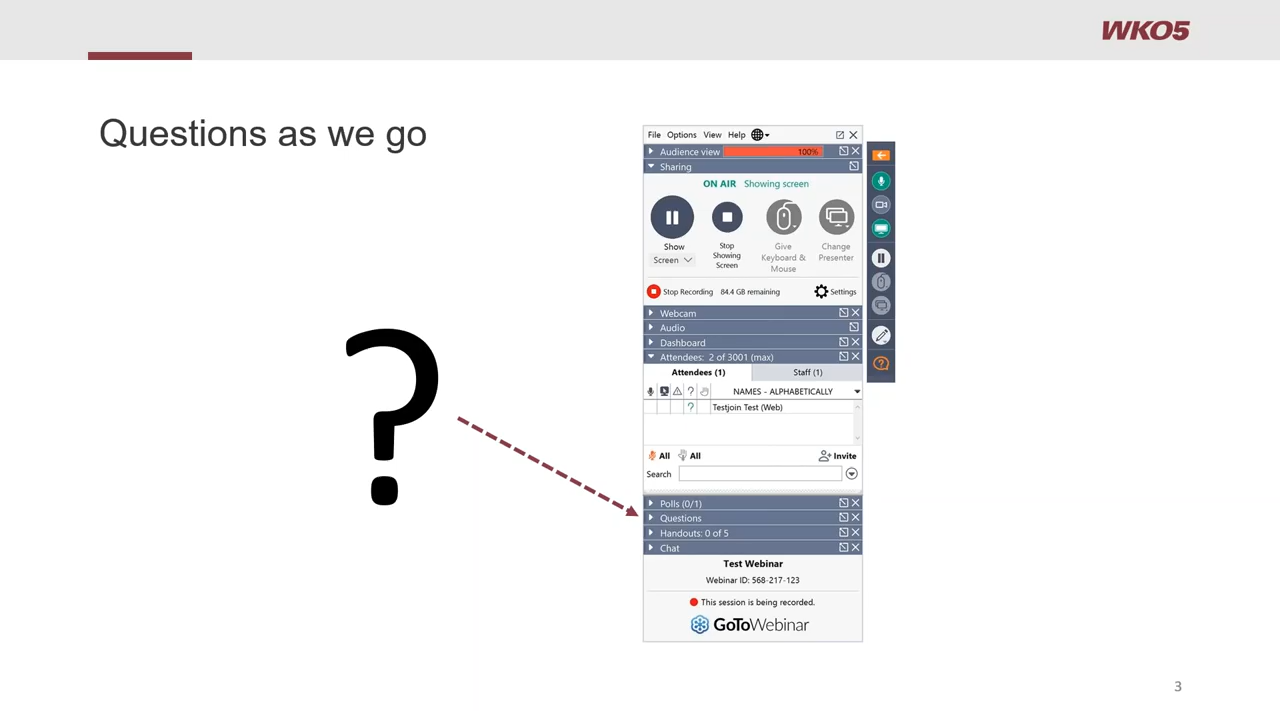 WKO5
Questions as we go
?
File Options View Help
Audience view 100%
Sharing
ON AIR Showing screen
Show
Screen
Stop
Showing
Screen
Give
Keyboard &
Mouse
Change
Presenter
Stop Recording 84.4 GB remaining Settings
Webcam
Audio
Dashboard
Attendees: 2 of 3001 (max)
Attendees (1) Staff (1)
? NAMES - ALPHABETICALLY
? Testjoin Test (Web)
All All Invite
Search
Polls (0/1)
Questions
Handouts: 0 of 5
Chat
Test Webinar
Webinar ID: 568-217-123
This session is being recorded.
GoToWebinar
3